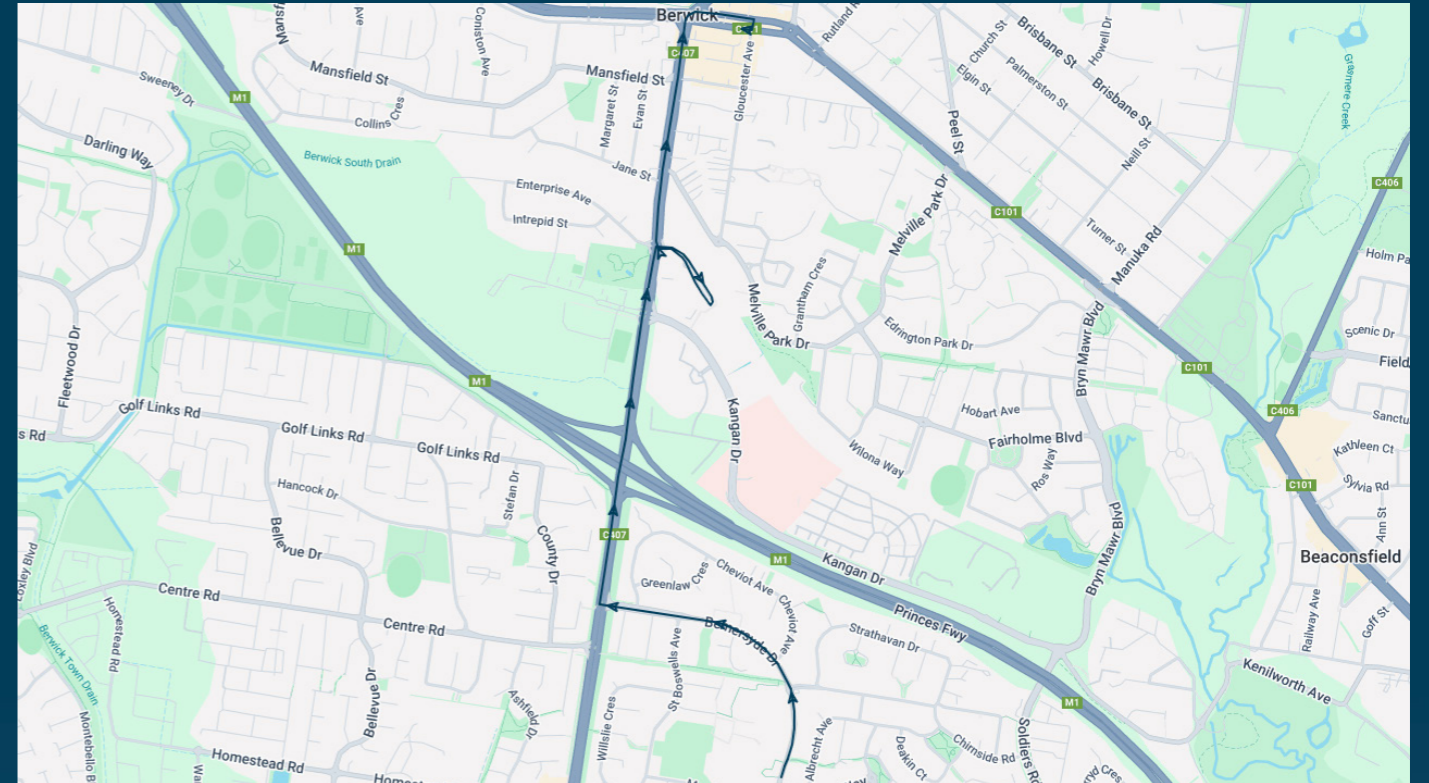 Berwick
C101
Rutland R
Brisbane St
Howell Dr
Church St
Ave
Coniston Ave
C407
Mansfield St
Mansfield St
Gloucester Ave
Elgin St
Palmerston St
Brisbane St
Grasmere Creek
Sweeney Dt
M1
Margaret St
Evan St
Collins Cres
Peel St
Neill St
Darling Way
Berwick South Drain
Jane St
C406
Enterprise Ave
Melville Park Dr
C101
Intrepid St
Turner St
Manuka Rd
M1
Holm Pa
Grantham Cres
Melville Park Dr
Edrington Park Dr
Bryn Mawr Blvd
Scenic Dr
Fleetwood Dr
Field
C101
M1
Golf Links Rd
Kangan Dr
Hobart Ave
C406
Sanctu
s Rd
Golf Links Rd
Golf Links Rd
Fairholme Blvd
Kathleen Ct
Wilona Way
Ros Way
Sylvia Rd
Hancock Dr
Stefan Dr
C101
Ann St
Bellevue Dr
County Dr
C407
Bryn Mawr Blvd
Beaconsfield
M1
Kangan Dr
Loxley Blvd
Greenlaw Cres
Cheviot Ave
Centre Rd
Cheviot Ave
Princes Fwy
Railway Ave
Goff St
Homestead Rd
Centre Rd
Bemersyde Dr
Strathavan Dr
Berwick Town Drain
St Boswells Ave
Kenilworth Ave
Bellevue Dr
M1
Ashfield Dr
Willslie Cres
Albrecht Ave
Deakin Ct
Chirnside Rd
Soldiers R
Montebello B
Homestead Rd